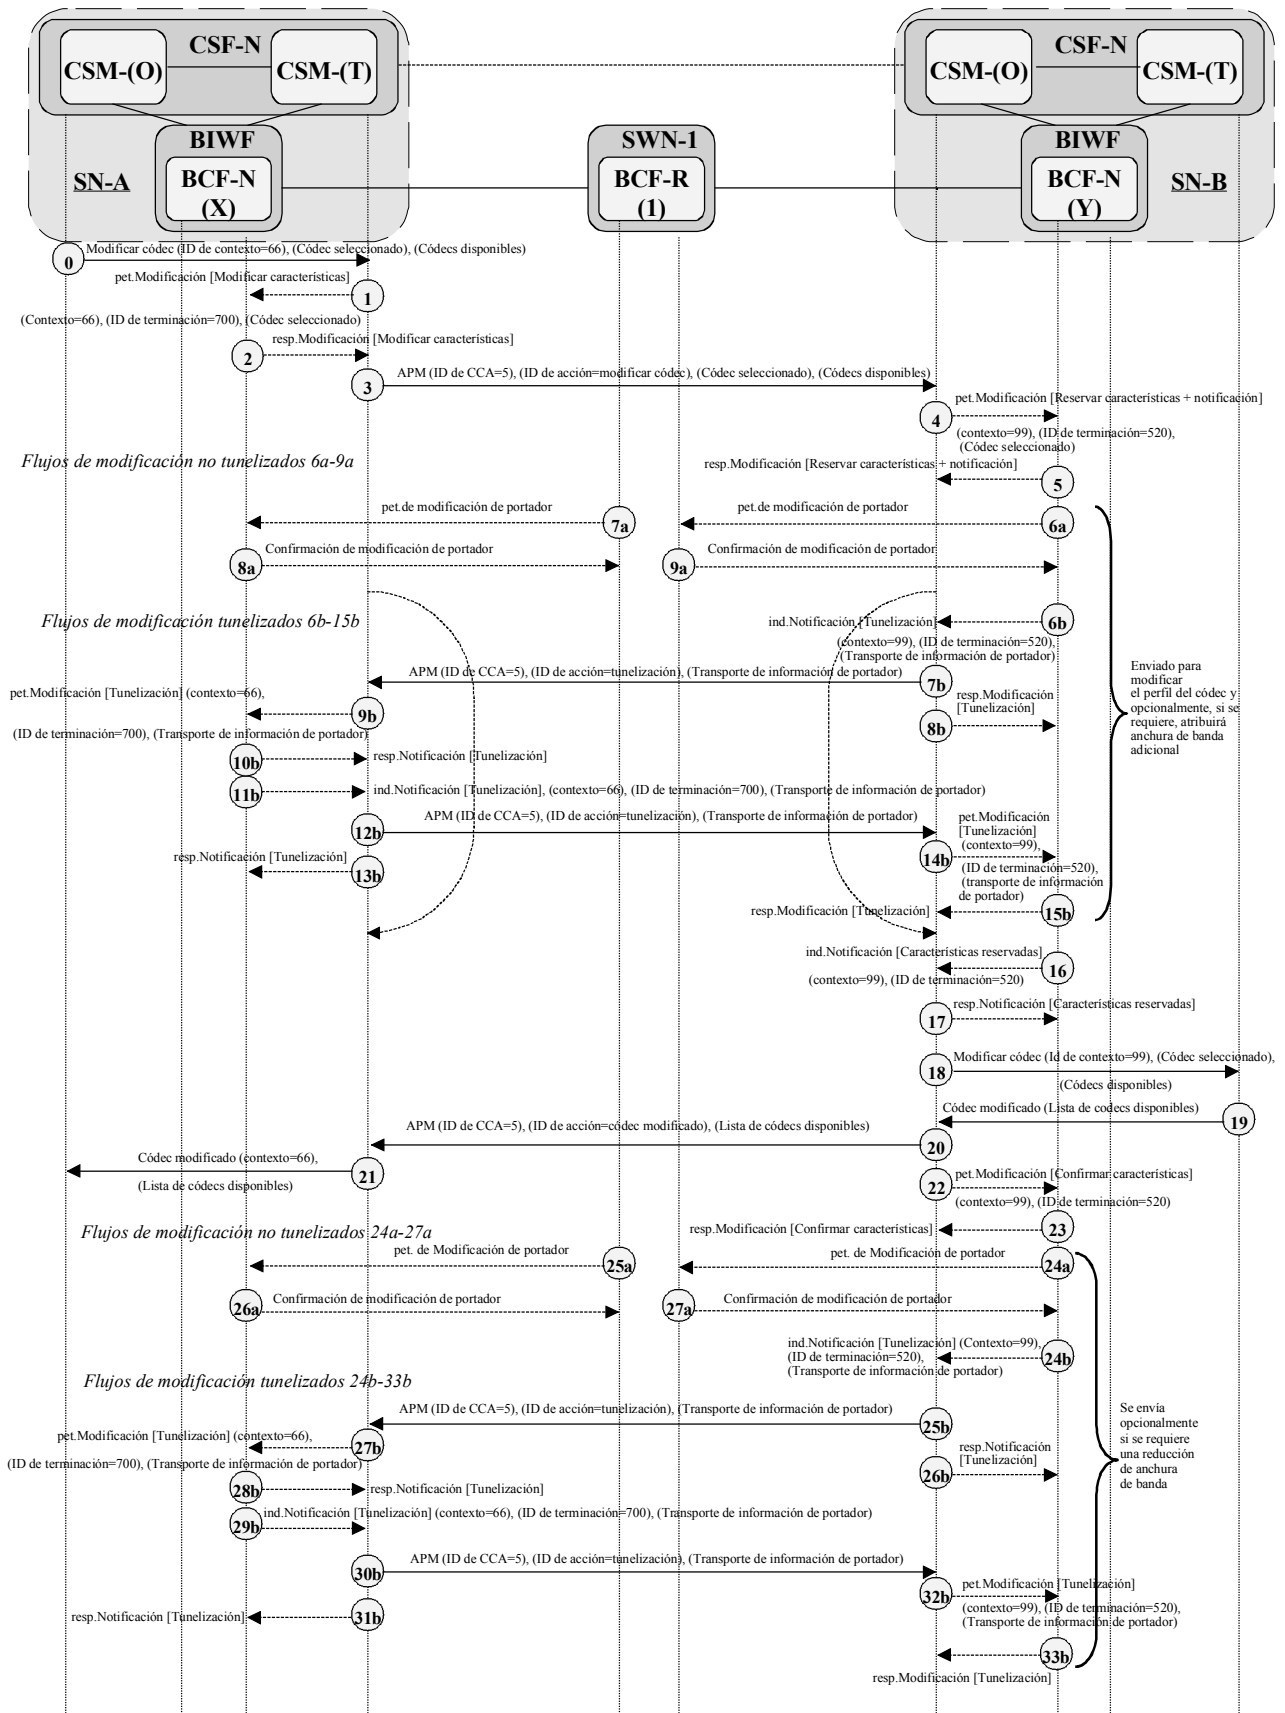 CSF-N
CSM-(O)
CSM-(T)
BIWF
SN-A
BCF-N
(X)
SWN-1
BCF-R
(1)
CSF-N
CSM-(O)
CSM-(T)
BIWF
BCF-N
(Y)
SN-B
0
Modificar códec (ID de contexto=66), (Códec seleccionado), (Códecs disponibles)
pet.Modificación [Modificar características]
1
(Contexto=66), (ID de terminación=700), (Códec seleccionado)
2
resp.Modificación [Modificar características]
3
APM (ID de CCA=5), (ID de acción=modificar códec), (Códec seleccionado), (Códecs disponibles)
4
pet.Modificación [Reservar características + notificación]
(contexto=99), (ID de terminación=520),
(Códec seleccionado)
Flujos de modificación no tunelizados 6a-9a
resp.Modificación [Reservar características + notificación]
5
pet.de modificación de portador
7a
pet.de modificación de portador
6a
8a
Confirmación de modificación de portador
9a
Confirmación de modificación de portador
Flujos de modificación tunelizados 6b-15b
ind.Notificación [Tunelización]
6b
(contexto=99), (ID de terminación=520),
(Transporte de información de portador)
Enviado para
modificar
el perfil del códec y
opcionalmente, si se
requiere, atribuirá
anchura de banda
adicional
APM (ID de CCA=5), (ID de acción=tunelización), (Transporte de información de portador)
7b
pet.Modificación [Tunelización] (contexto=66),
9b
(ID de terminación=700), (Transporte de información de portador)
8b
resp.Modificación
[Tunelización]
10b
resp.Notificación [Tunelización]
11b
ind.Notificación [Tunelización], (contexto=66), (ID de terminación=700), (Transporte de información de portador)
12b
APM (ID de CCA=5), (ID de acción=tunelización), (Transporte de información de portador)
resp.Notificación [Tunelización]
13b
14b
pet.Modificación
[Tunelización]
(contexto=99),
(ID de terminación=520),
(transporte de información
de portador)
resp.Modificación [Tunelización]
15b
ind.Notificación [Características reservadas]
16
(contexto=99), (ID de terminación=520)
17
resp.Notificación [Características reservadas]
18
Modificar códec (Id de contexto=99), (Códec seleccionado),
(Códecs disponibles)
Códec modificado (Lista de codecs disponibles)
19
APM (ID de CCA=5), (ID de acción=códec modificado), (Lista de códecs disponibles)
20
Códec modificado (contexto=66),
21
(Lista de códecs disponibles)
22
pet.Modificación [Confirmar características]
(contexto=99), (ID de terminación=520)
Flujos de modificación no tunelizados 24a-27a
resp.Modificación [Confirmar características]
23
pet. de Modificación de portador
25a
pet. de Modificación de portador
24a
26a
Confirmación de modificación de portador
27a
Confirmación de modificación de portador
ind.Notificación [Tunelización] (Contexto=99),
(ID de terminación=520),
(Transporte de información de portador)
24b
Flujos de modificación tunelizados 24b-33b
Se envía
opcionalmente
si se requiere
una reducción
de anchura
de banda
APM (ID de CCA=5), (ID de acción=tunelización), (Transporte de información de portador)
25b
pet.Modificación [Tunelización] (contexto=66),
27b
(ID de terminación=700), (Transporte de información de portador)
26b
resp.Notificación
[Tunelización]
28b
resp.Notificación [Tunelización]
29b
ind.Notificación [Tunelización] (contexto=66), (ID de terminación=700), (Transporte de información de portador)
30b
APM (ID de CCA=5), (ID de acción=tunelización), (Transporte de información de portador)
resp.Notificación [Tunelización]
31b
32b
pet.Modificación [Tunelización]
(contexto=99), (ID de terminación=520),
(Transporte de información de portador)
33b
resp.Modificación [Tunelización]